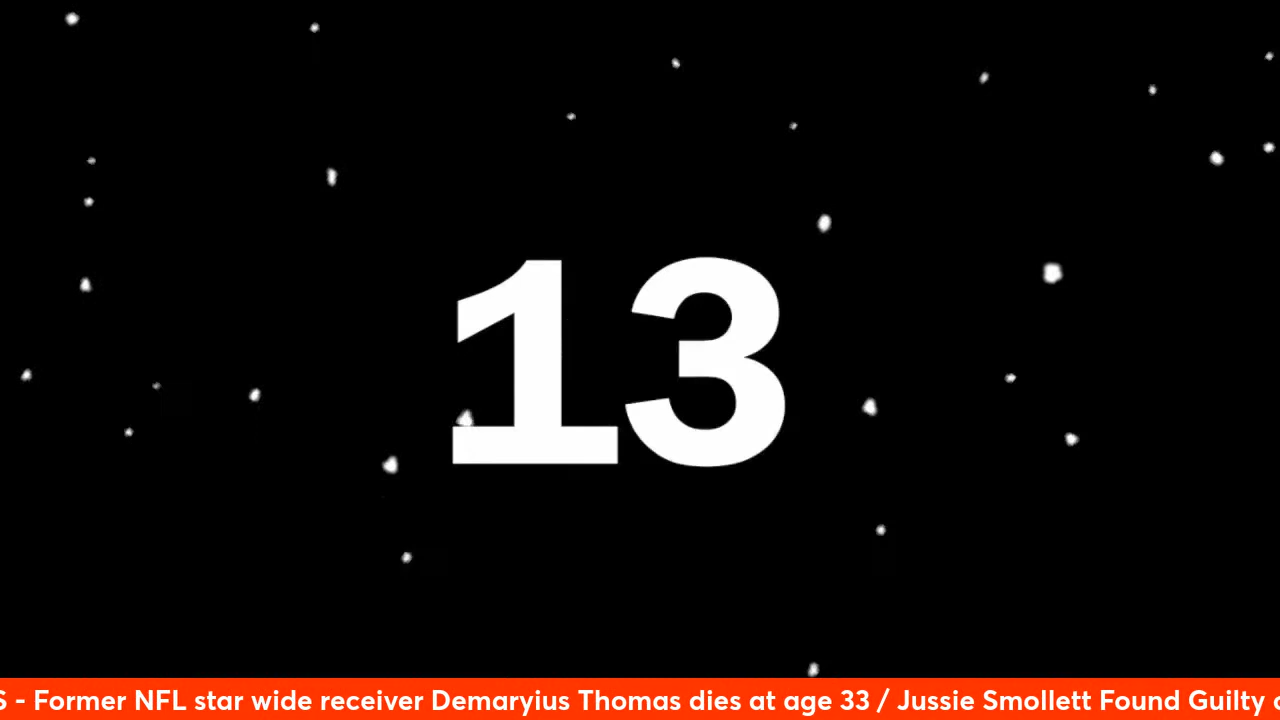 13
S - Former NFL star wide receiver Demaryius Thomas dies at age 33 / Jussie Smollett Found Guilty